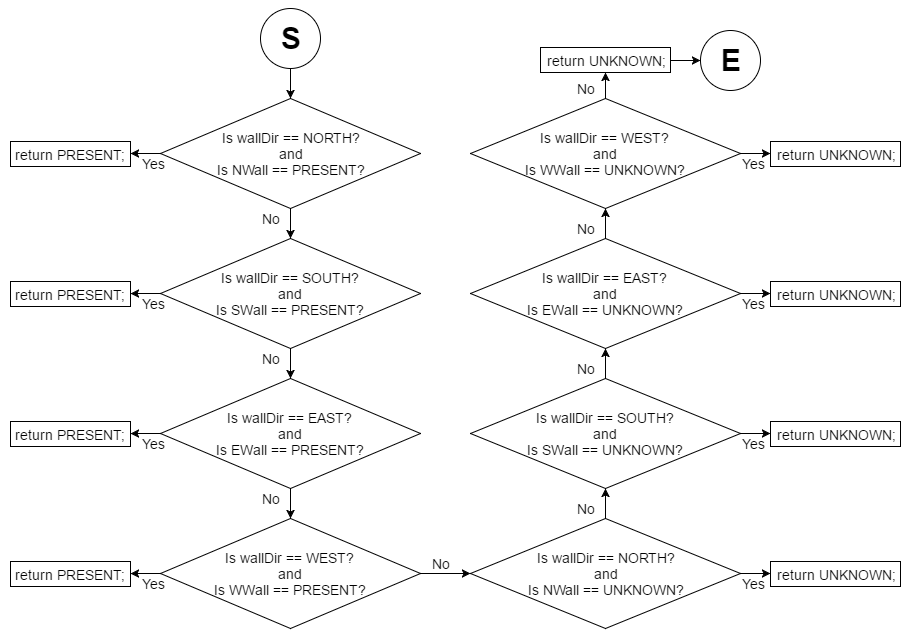 S
Is wallDir == NORTH?
and
Is NWall == PRESENT?
Yes
return PRESENT;
No
Is wallDir == SOUTH?
and
Is SWall == PRESENT?
Yes
return PRESENT;
No
Is wallDir == EAST?
and
Is EWall == PRESENT?
Yes
return PRESENT;
No
Is wallDir == WEST?
and
Is WWall == PRESENT?
Yes
return PRESENT;
No
Is wallDir == NORTH?
and
Is NWall == UNKNOWN?
Yes
return UNKNOWN;
No
Is wallDir == SOUTH?
and
Is SWall == UNKNOWN?
Yes
return UNKNOWN;
No
Is wallDir == EAST?
and
Is EWall == UNKNOWN?
Yes
return UNKNOWN;
No
Is wallDir == WEST?
and
Is WWall == UNKNOWN?
Yes
return UNKNOWN;
No
return UNKNOWN;
E